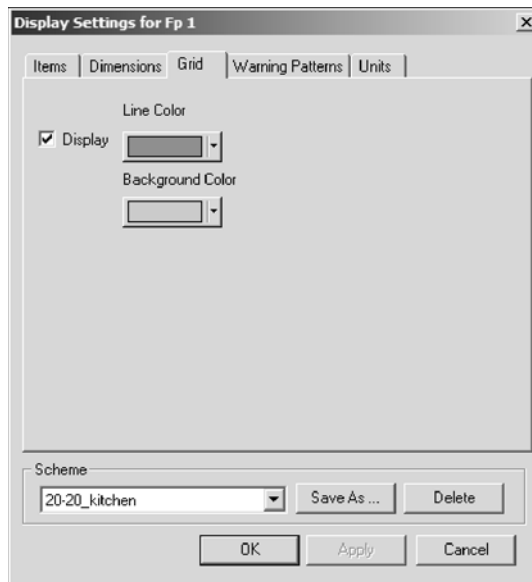 Display Settings for Fp 1
Items Dimensions Grid Warning Patterns Units
Line Color
Display
Background Color
Scheme
20-20_kitchen Save As ... Delete
OK Apply Cancel